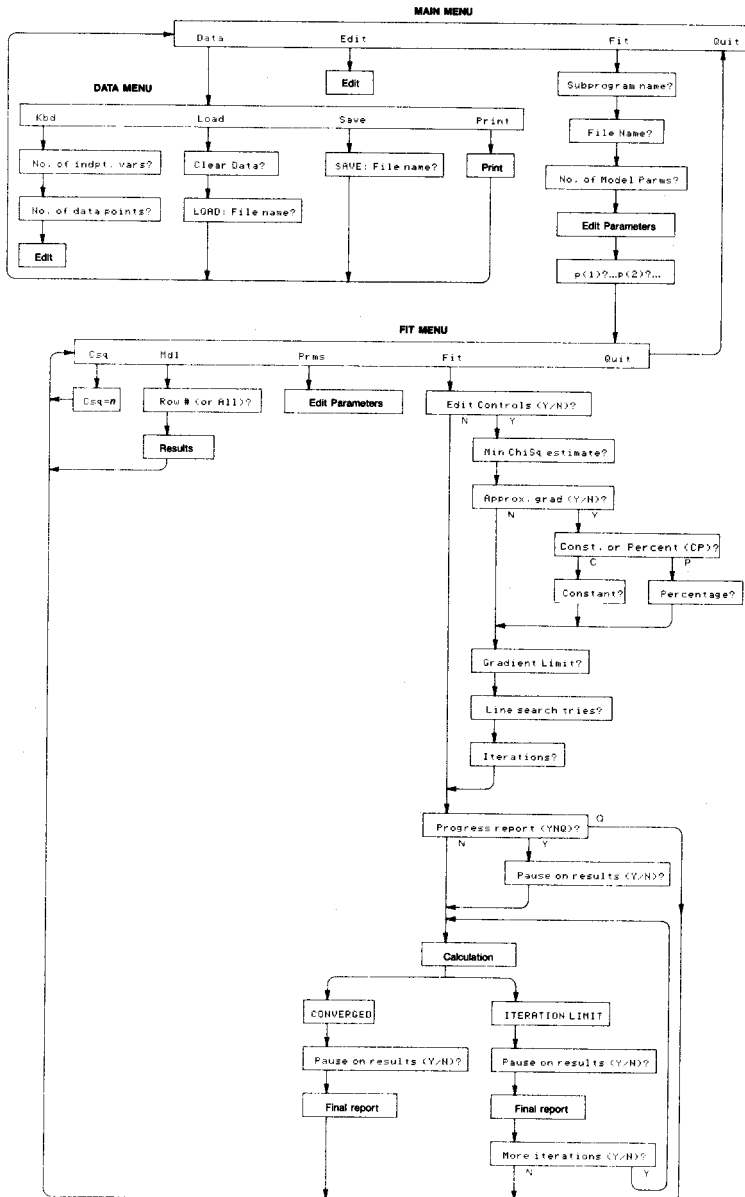 MAIN MENU
Data Edit Fit Quit
Edit
Subprogram name?
DATA MENU
Kbd Load Save Print
File Name?
No. of indpt. vars? Clear Data? SAVE: File name? Print
No. of Model Parms?
No. of data points? LOAD: File name?
Edit Parameters
Edit
p(1)?...p(2)?...
FIT MENU
Csq Mdl Prms Fit Quit
Csq=n Row # (or All)? Edit Parameters Edit Controls (Y/N)?
N Y
Results
Min ChiSq estimate?
Approx. grad (Y/N)?
N Y
Const. or Percent (CP)?
C P
Constant? Percentage?
Gradient Limit?
Line search tries?
Iterations?
Progress report (YNQ)? Q
N Y
Pause on results (Y/N)?
Calculation
CONVERGED ITERATION LIMIT
Pause on results (Y/N)? Pause on results (Y/N)?
Final report Final report
More iterations (Y/N)?
N Y